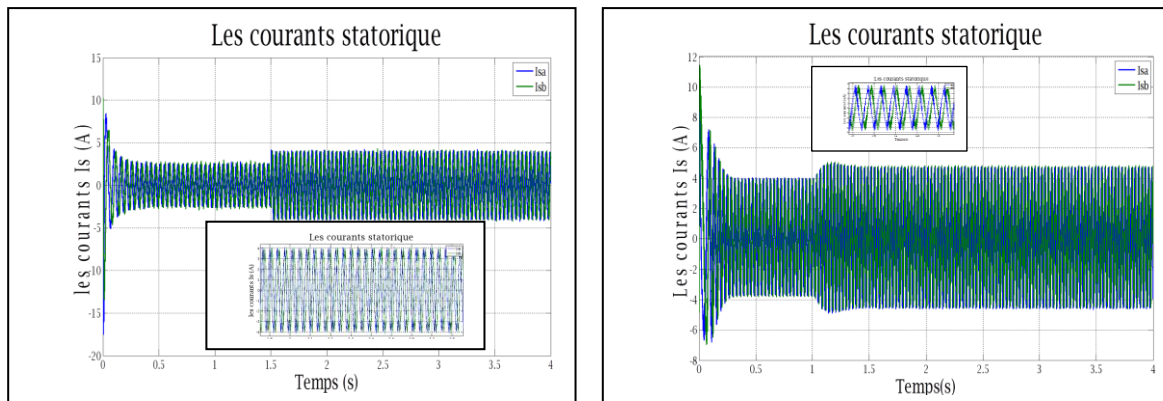 Les courants statorique
les courants Is (A)
15
10
5
0
-5
-10
-15
-20
Isa
Isb
Les courants statorique
les courants Is (A)
0 0.5 1 1.5 2 2.5 3 3.5 4
Temps (s)
Les courants statorique
Les courants Is (A)
12
10
8
6
4
2
0
-2
-4
-6
-8
Isa
Isb
Les courants statorique
0 0.5 1 1.5 2 2.5 3 3.5 4
Temps(s)